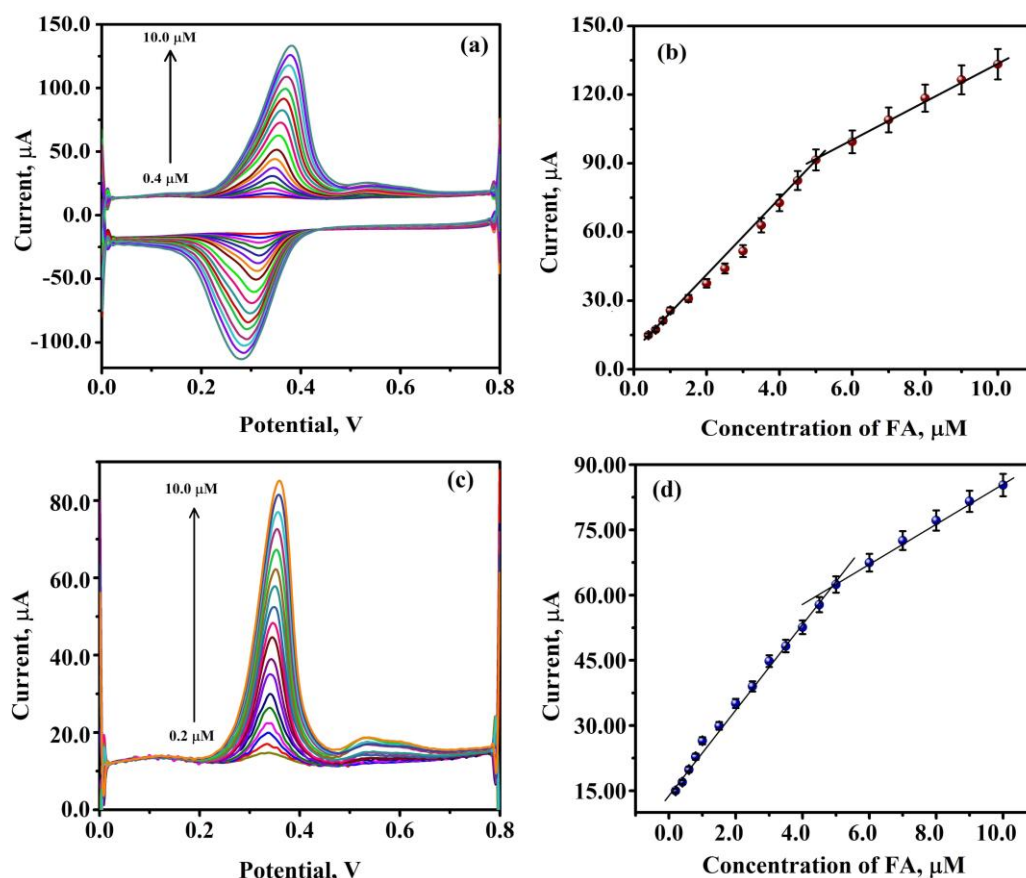 (a)
10.0 μM
0.4 μM
150.0
100.0
50.0
0.0
-50.0
-100.0
Current, μA
0.0 0.2 0.4 0.6 0.8
Potential, V
(b)
150.0
120.0
90.0
60.0
30.0
0.0
Current, μA
0.0 2.0 4.0 6.0 8.0 10.0
Concentration of FA, μM
(c)
10.0 μM
0.2 μM
80.0
60.0
40.0
20.0
0.0
Current, μA
0.0 0.2 0.4 0.6 0.8
Potential, V
(d)
90.00
75.00
60.00
45.00
30.00
15.00
Current, μA
0.0 2.0 4.0 6.0 8.0 10.0
Concentration of FA, μM